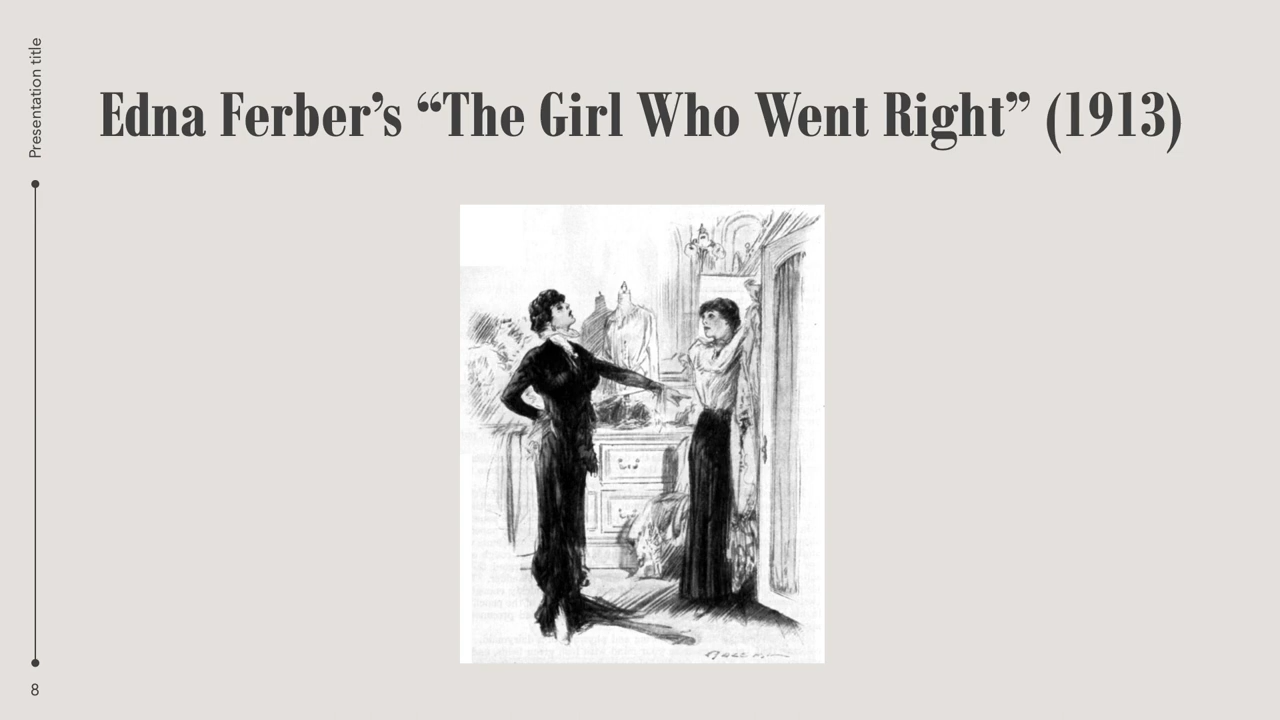 Presentation title
Edna Ferber’s “The Girl Who Went Right” (1913)
8